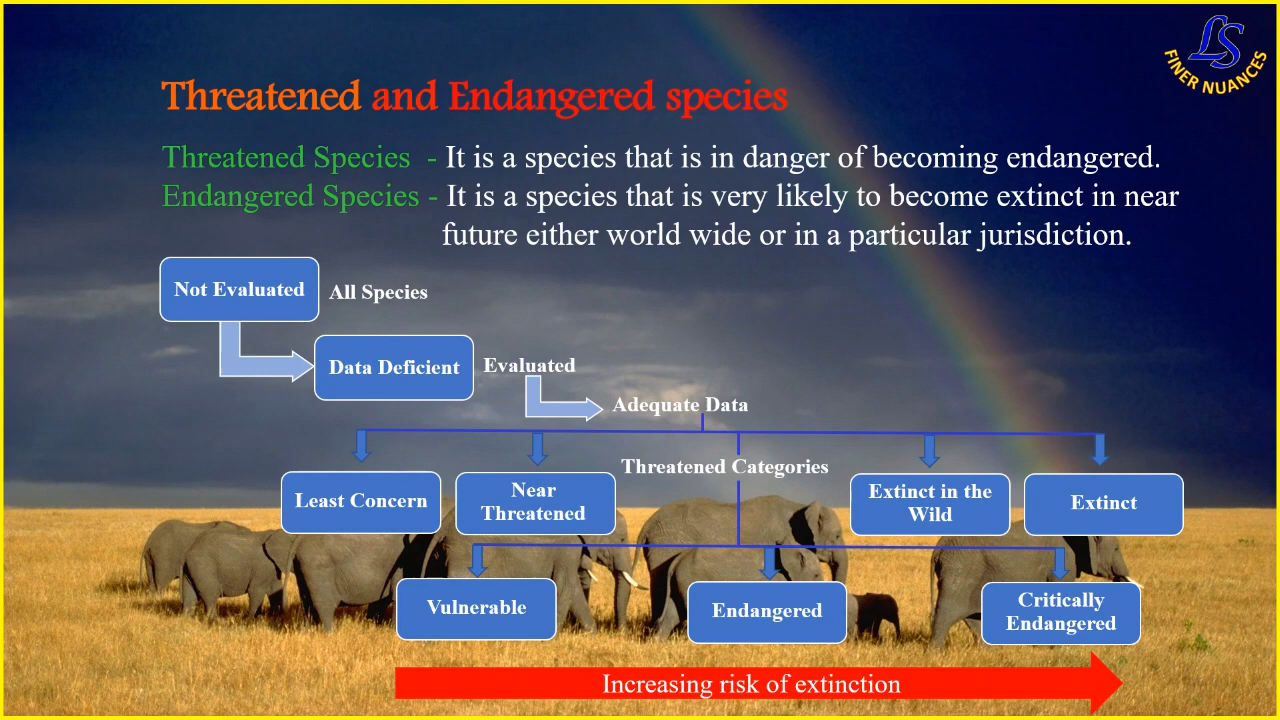 LS
FINER NUANCES
Threatened and Endangered species
Threatened Species - It is a species that is in danger of becoming endangered.
Endangered Species - It is a species that is very likely to become extinct in near
future either world wide or in a particular jurisdiction.
Not Evaluated
All Species
Data Deficient
Evaluated
Adequate Data
Threatened Categories
Least Concern
Near
Threatened
Extinct in the
Wild
Extinct
Vulnerable
Endangered
Critically
Endangered
Increasing risk of extinction